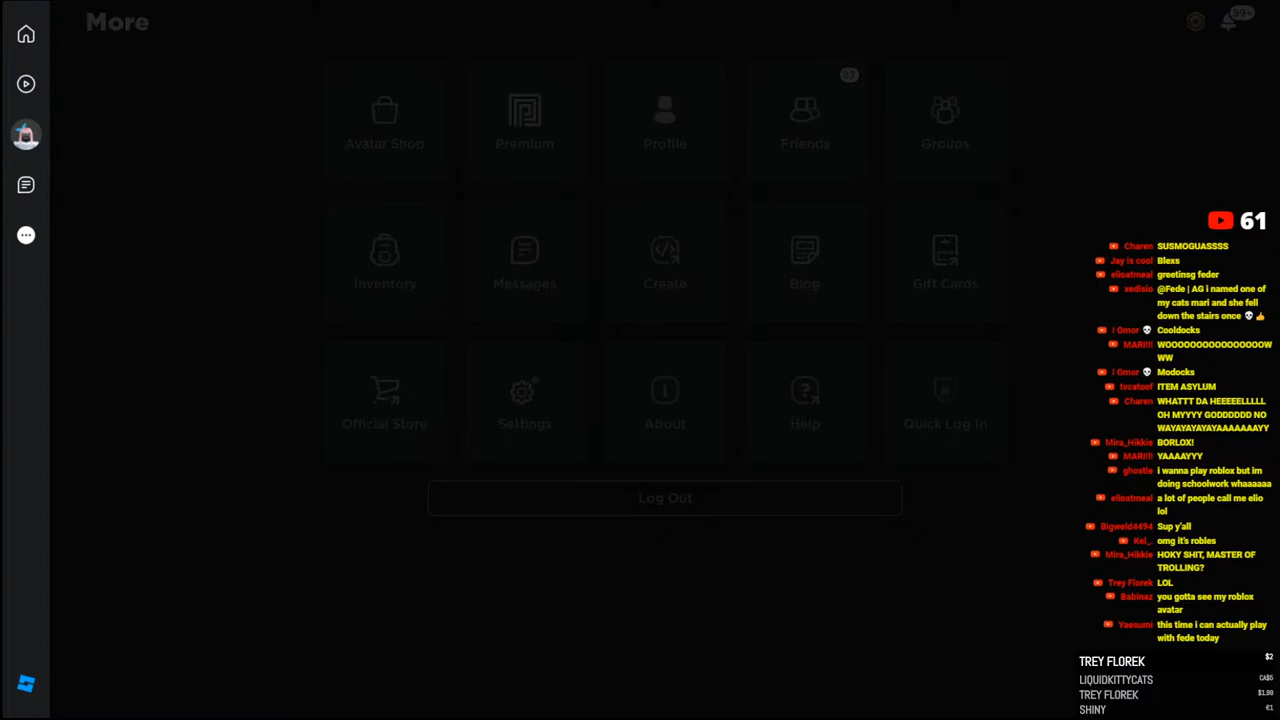 More
99+
Avatar Shop
Premium
Profile
Friends
Groups
Inventory
Messages
Create
Blog
Gift Cards
Official Store
Settings
About
Help
Quick Log In
Log Out
61
Charen SUSMOGUASSSS
Jay is cool Blexs
elioatmeal greetinsg feder
xedisio @Fede | AG i named one of
my cats mari and she fell
down the stairs once 💀👍
I Omor 💀 Cooldocks
MARI!!! WOOOOOOOOOOOOOOOOW
WW
I Omor 💀 Modocks
tvcatoof ITEM ASYLUM
Charen WHATTT DA HEEEEELLLLL
OH MYYYY GODDDDDD NO
WAYAYAYAYAYAAAAAAAYY
Mira_Hikkie BORLOX!
MARI!!! YAAAAYYY
ghostie i wanna play roblox but im
doing schoolwork whaaaaaa
elioatmeal a lot of people call me elio
lol
Bigweld4494 Sup y'all
Kel_. omg it's robles
Mira_Hikkie HOKY SHIT, MASTER OF
TROLLING?
Trey Florek LOL
Babinaz you gotta see my roblox
avatar
Yaesumi this time i can actually play
with fede today
TREY FLOREK $2
LIQUIDKITTYCATS CA$5
TREY FLOREK $1.99
SHINY €1